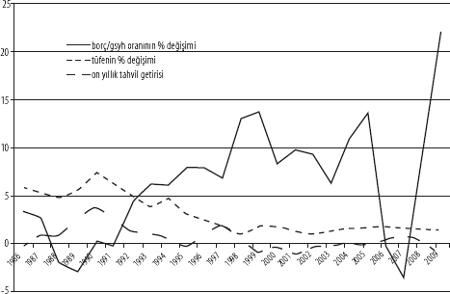 25
20
15
10
5
0
-5
borç/gsyh oranının % değişimi
tüfenin % değişimi
on yıllık tahvil getirisi
1986 1987 1988 1989 1990 1991 1992 1993 1994 1995 1996 1997 1998 1999 2000 2001 2002 2003 2004 2005 2006 2007 2008 2009